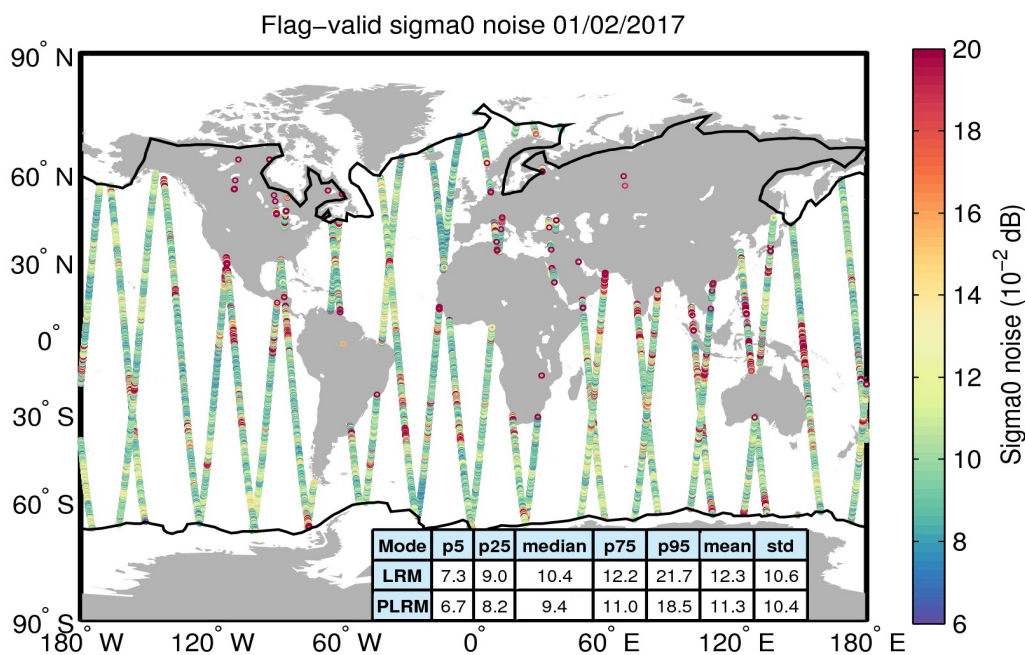 Flag−valid sigma0 noise 01/02/2017
90° N
60° N
30° N
0°
30° S
60° S
90° S
180° W 120° W 60° W 0° 60° E 120° E 180° E
Mode p5 p25 median p75 p95 mean std
LRM 7.3 9.0 10.4 12.2 21.7 12.3 10.6
PLRM 6.7 8.2 9.4 11.0 18.5 11.3 10.4
20
18
16
14
12
10
8
6
Sigma0 noise (10⁻² dB)